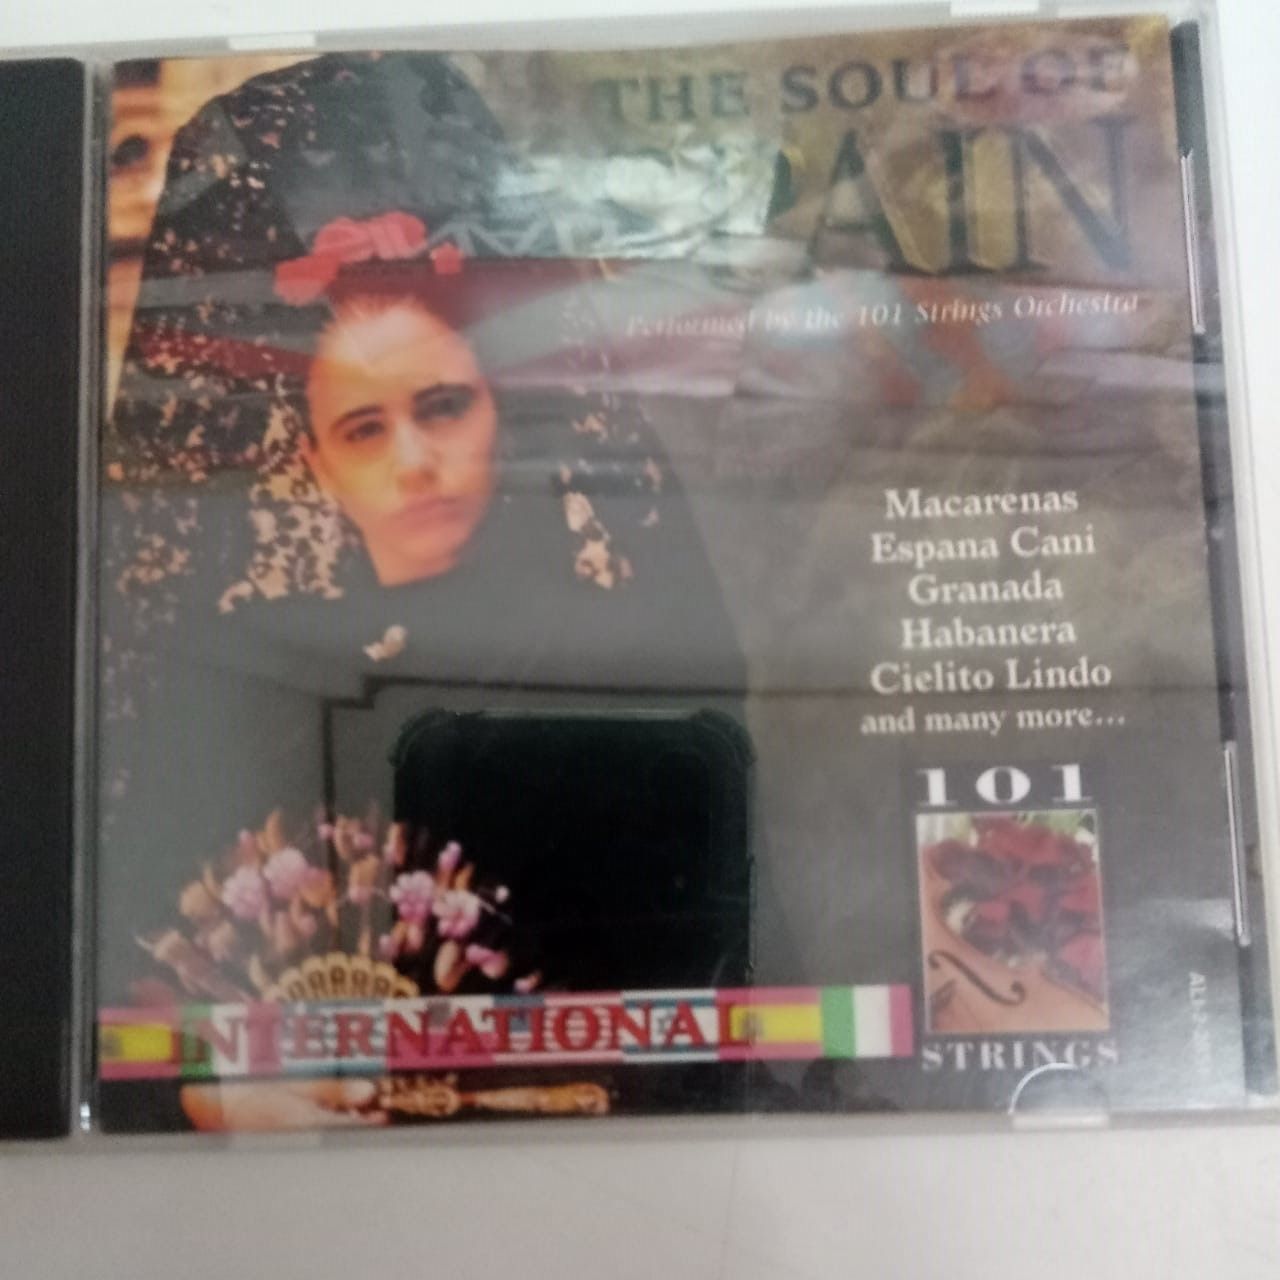 THE SOUL OF
SPAIN
Performed by the 101 Strings Orchestra
Macarenas
Espana Cani
Granada
Habanera
Cielito Lindo
and many more...
101
STRINGS
INTERNATIONAL